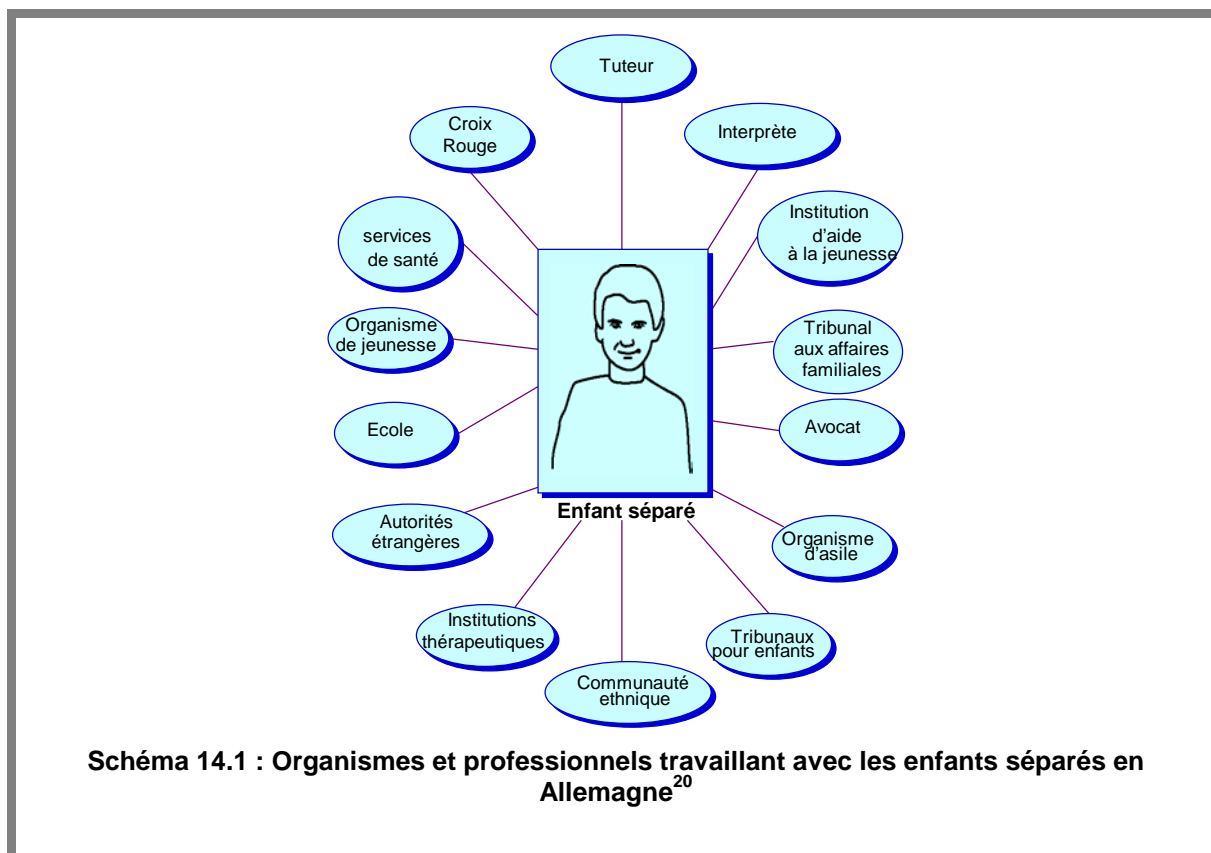 Tuteur
Croix
Rouge
Interprète
Institution
d'aide
à la jeunesse
services
de santé
Organisme
de jeunesse
Tribunal
aux affaires
familiales
Ecole
Avocat
Enfant séparé
Autorités
étrangères
Organisme
d'asile
Institutions
thérapeutiques
Tribunaux
pour enfants
Communauté
ethnique
Schéma 14.1 : Organismes et professionnels travaillant avec les enfants séparés en
Allemagne20